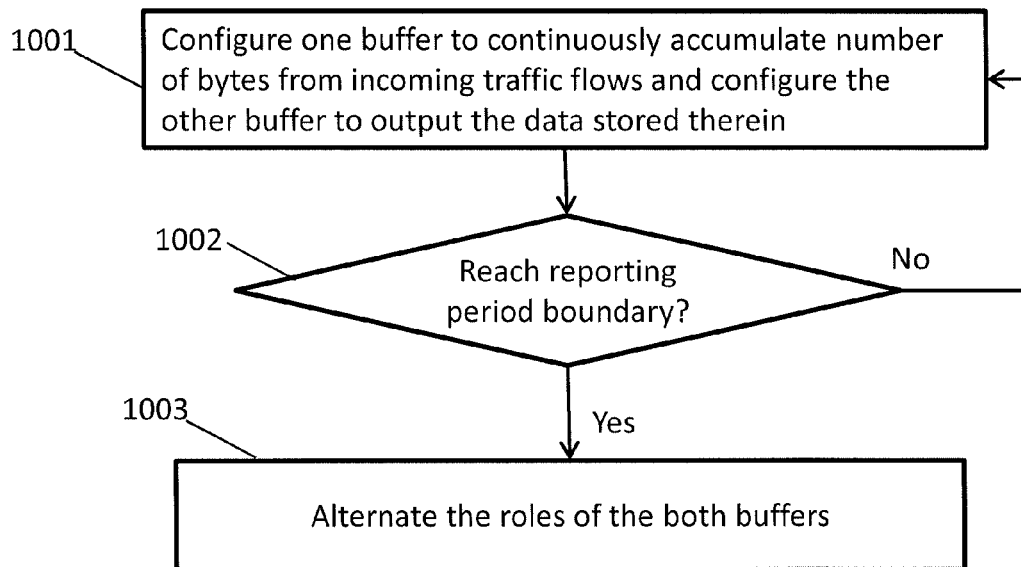 1001
Configure one buffer to continuously accumulate number
of bytes from incoming traffic flows and configure the
other buffer to output the data stored therein
1002
Reach reporting
period boundary?
No
1003
Yes
Alternate the roles of the both buffers